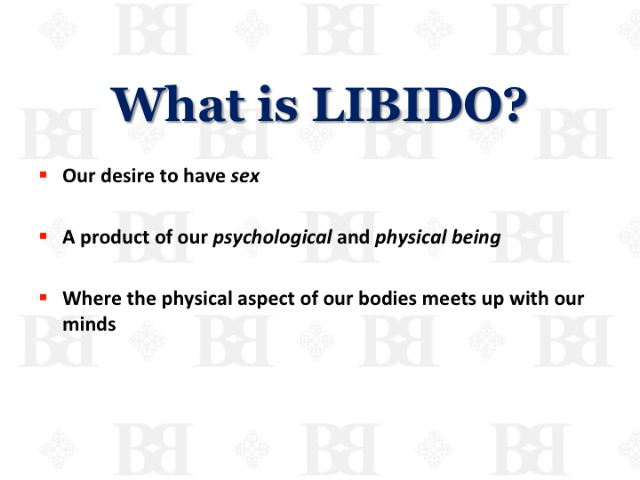 What is LIBIDO?
Our desire to have sex
A product of our psychological and physical being
Where the physical aspect of our bodies meets up with our
minds